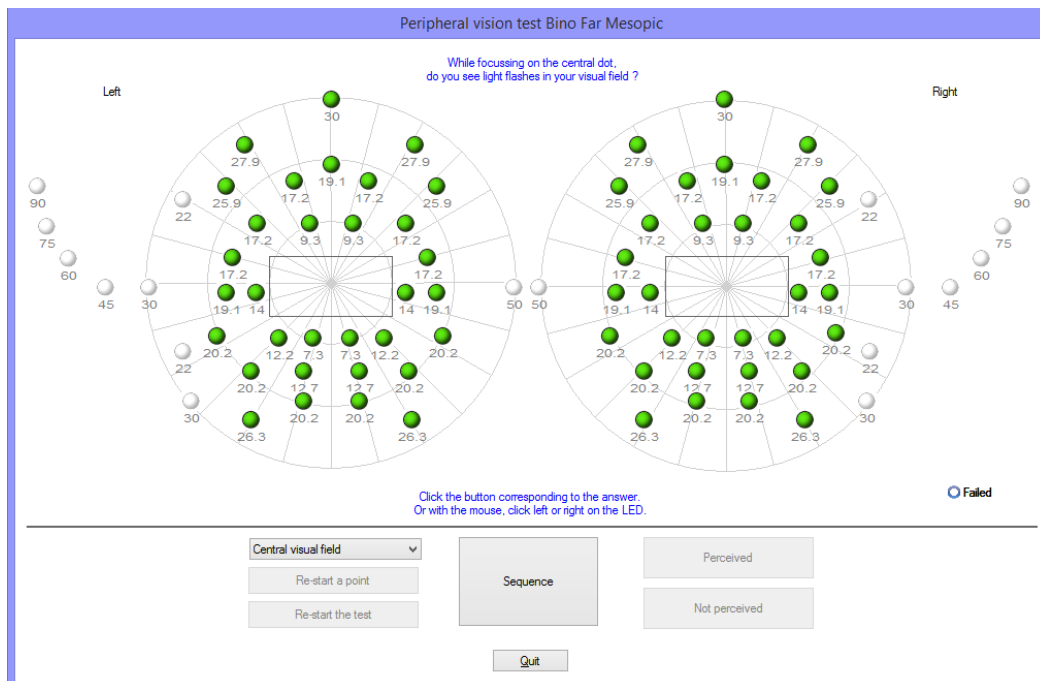 Peripheral vision test Bino Far Mesopic
While focussing on the central dot,
do you see light flashes in your visual field ?
Left Right
30 30
27.9 27.9 27.9 27.9
19.1 19.1
90 25.9 17.2 17.2 25.9 25.9 17.2 17.2 25.9 90
22 22
75 17.2 9.3 9.3 17.2 17.2 9.3 9.3 17.2 75
60 17.2 17.2 17.2 17.2 60
45 30 19.1 14 14 19.1 50 50 19.1 14 14 19.1 30 45
20.2 20.2 20.2 20.2
22 12.2 7.3 7.3 12.2 12.2 7.3 7.3 12.2 22
20.2 12.7 12.7 20.2 20.2 12.7 12.7 20.2
30 20.2 20.2 20.2 20.2 30
26.3 26.3 26.3 26.3
Click the button corresponding to the answer.
Or with the mouse, click left or right on the LED.
Failed
Central visual field
Re-start a point
Re-start the test
Sequence
Perceived
Not perceived
Quit